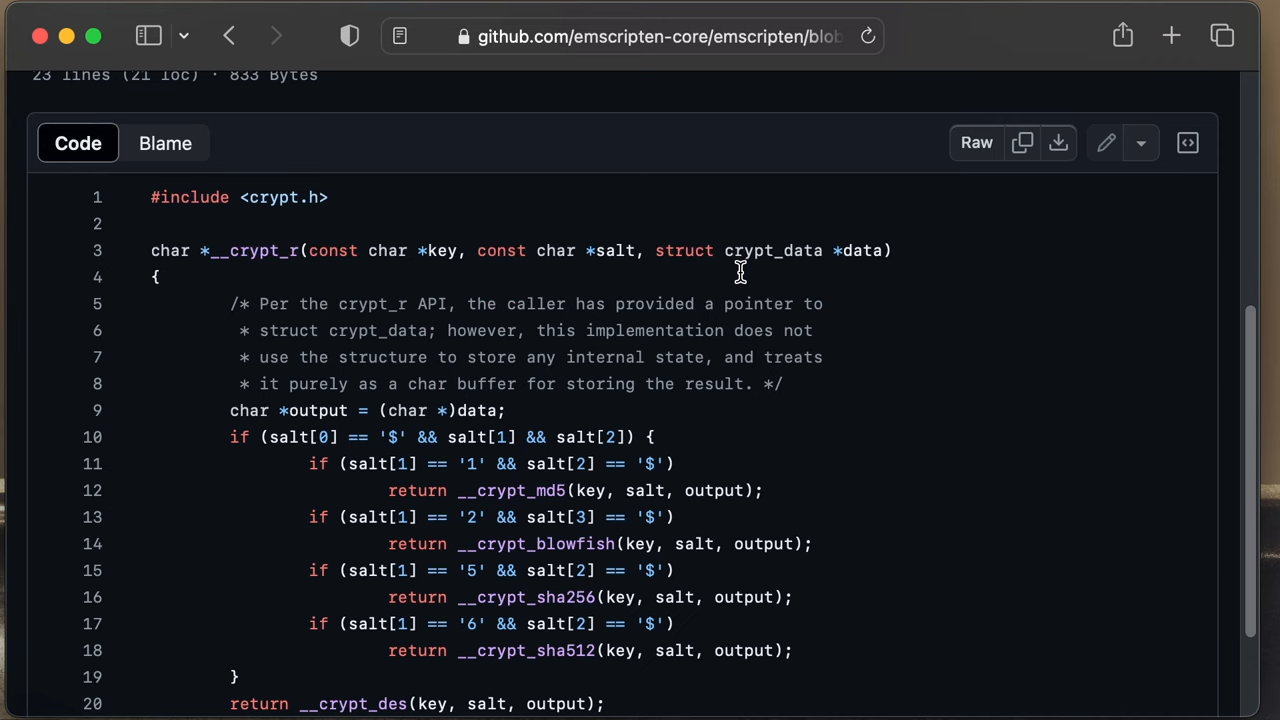 github.com/emscripten-core/emscripten/blob
23 lines (21 loc) · 833 Bytes
Code Blame Raw
1 #include <crypt.h>
2
3 char *__crypt_r(const char *key, const char *salt, struct crypt_data *data)
4 {
5 /* Per the crypt_r API, the caller has provided a pointer to
6 * struct crypt_data; however, this implementation does not
7 * use the structure to store any internal state, and treats
8 * it purely as a char buffer for storing the result. */
9 char *output = (char *)data;
10 if (salt[0] == '$' && salt[1] && salt[2]) {
11 if (salt[1] == '1' && salt[2] == '$')
12 return __crypt_md5(key, salt, output);
13 if (salt[1] == '2' && salt[3] == '$')
14 return __crypt_blowfish(key, salt, output);
15 if (salt[1] == '5' && salt[2] == '$')
16 return __crypt_sha256(key, salt, output);
17 if (salt[1] == '6' && salt[2] == '$')
18 return __crypt_sha512(key, salt, output);
19 }
20 return __crypt_des(key, salt, output);